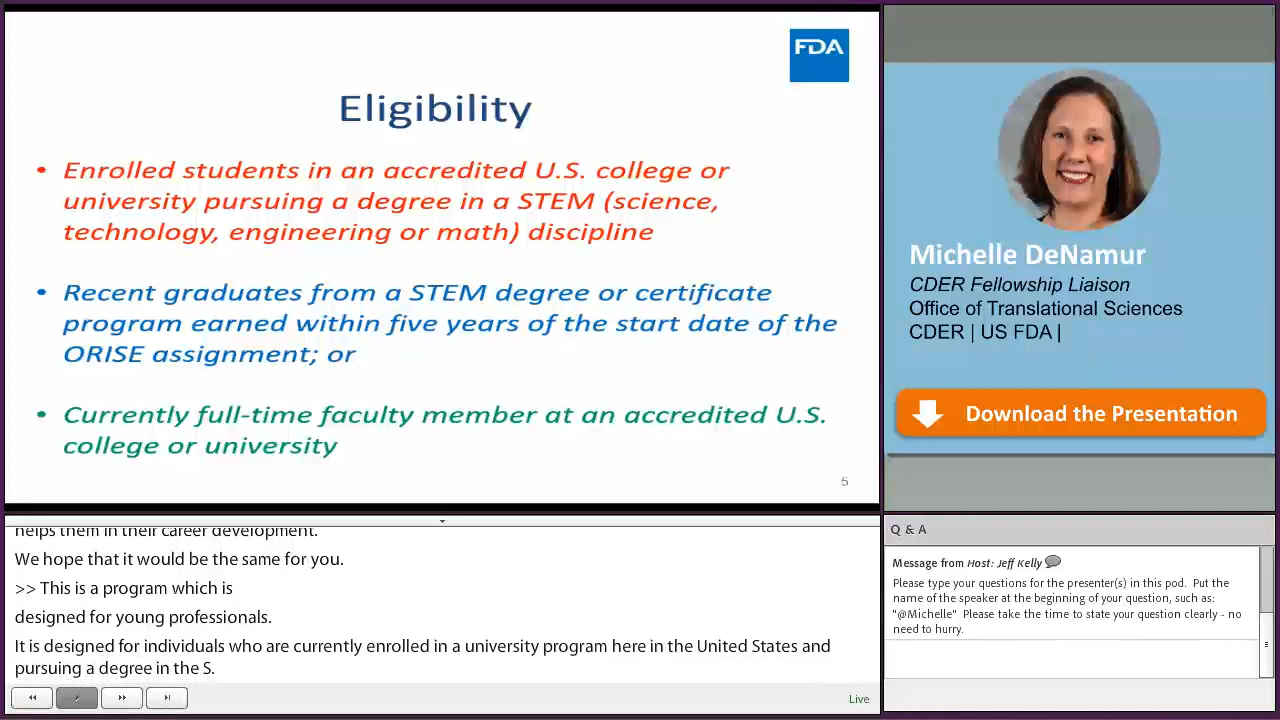 FDA
Eligibility
• Enrolled students in an accredited U.S. college or
university pursuing a degree in a STEM (science,
technology, engineering or math) discipline
• Recent graduates from a STEM degree or certificate
program earned within five years of the start date of the
ORISE assignment; or
• Currently full-time faculty member at an accredited U.S.
college or university
5
Michelle DeNamur
CDER Fellowship Liaison
Office of Translational Sciences
CDER | US FDA |
Download the Presentation
helps them in their career development.
We hope that it would be the same for you.
>> This is a program which is
designed for young professionals.
It is designed for individuals who are currently enrolled in a university program here in the United States and
pursuing a degree in the S.
Live
Q & A
Message from Host: Jeff Kelly
Please type your questions for the presenter(s) in this pod. Put the
name of the speaker at the beginning of your question, such as:
"@Michelle" Please take the time to state your question clearly - no
need to hurry.